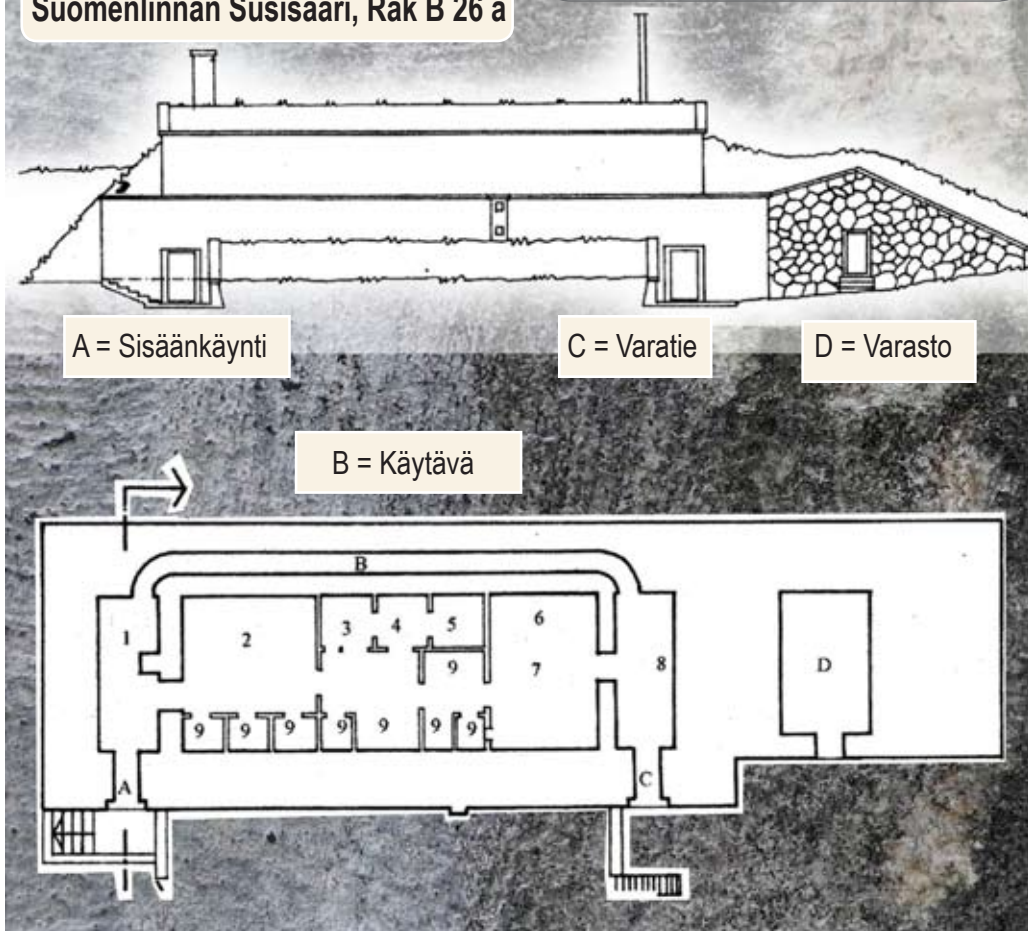 Suomenlinnan Susisaari, Rak B 26 a
A = Sisäänkäynti
C = Varatie
D = Varasto
B = Käytävä
B
1
2
3
4
5
6
9
7
8
D
9
9
9
9
9
9
9
A
C